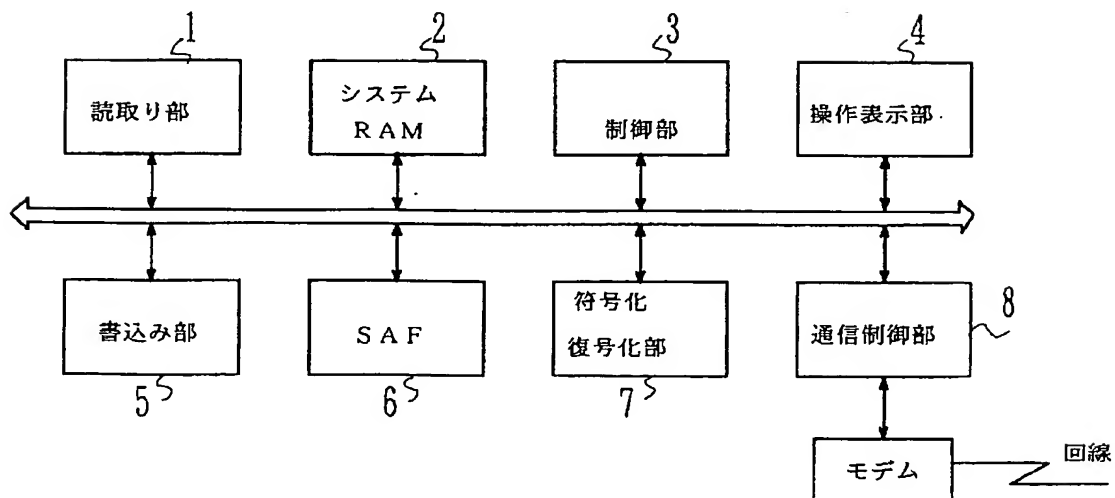 1
2
3
4
読取り部
システム
RAM
制御部
操作表示部
書込み部
SAF
符号化
復号化部
通信制御部
8
5
6
7
モデム
回線